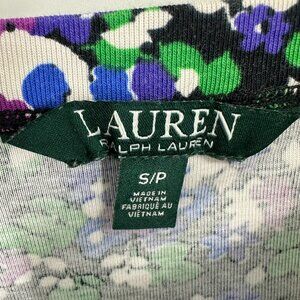 LAUREN
RALPH LAUREN
S/P
MADE IN
VIETNAM
FABRIQUÉ AU
VIETNAM